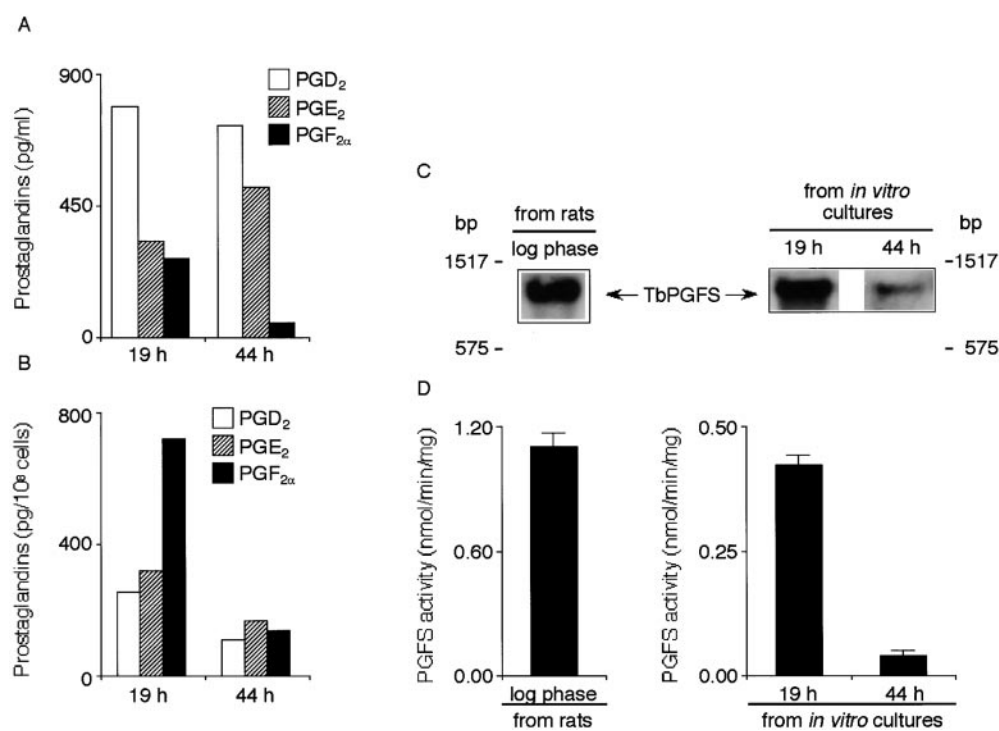 A
Prostaglandins (pg/ml)
900
450
0
PGD₂
PGE₂
PGF₂α
19 h
44 h
B
Prostaglandins (pg/10⁸ cells)
800
400
0
PGD₂
PGE₂
PGF₂α
19 h
44 h
C
bp
from rats
log phase
1517 -
575 -
TbPGFS
from in vitro
cultures
19 h
44 h
bp
- 1517
- 575
D
PGFS activity (nmol/min/mg)
1.20
0.60
0.00
log phase
from rats
PGFS activity (nmol/min/mg)
0.50
0.25
0.00
19 h
44 h
from in vitro cultures